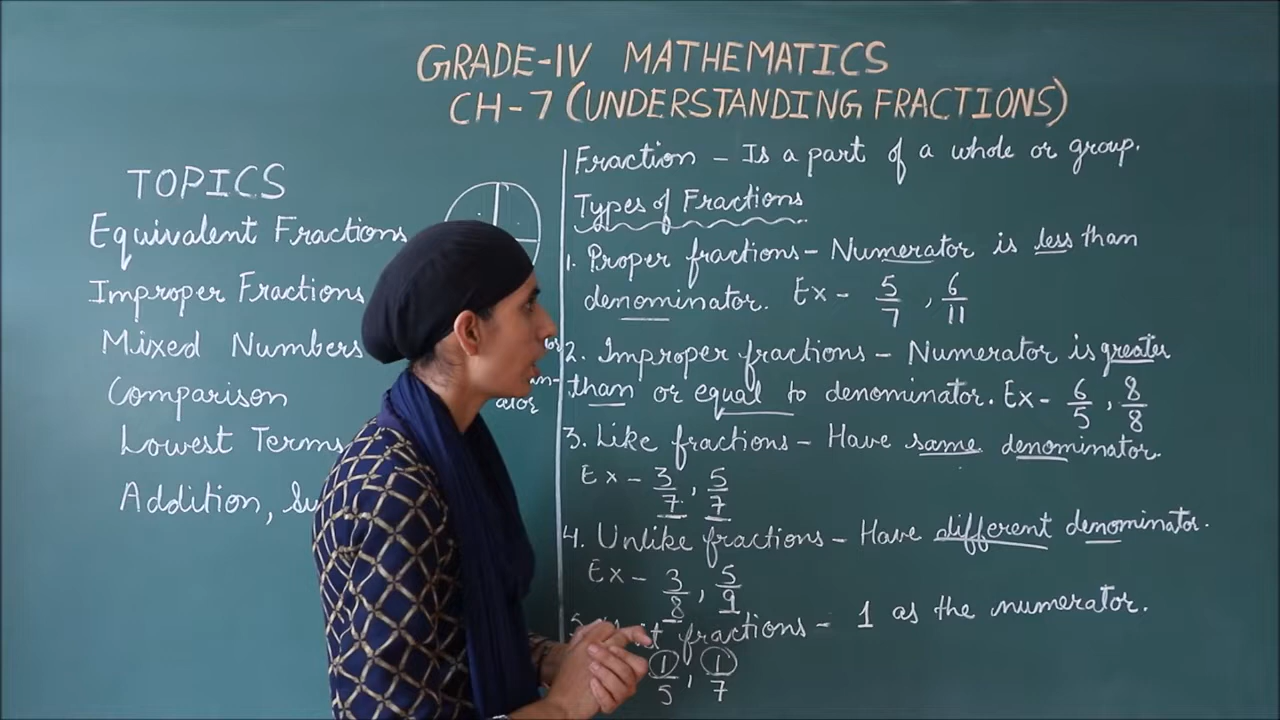 GRADE-IV MATHEMATICS
CH-7 (UNDERSTANDING FRACTIONS)
TOPICS
Equivalent Fractions
Improper Fractions
Mixed Numbers
Comparison
Lowest Terms
Addition,
Fraction - Is a part of a whole or group.
Types of Fractions
1. Proper fractions - Numerator is less than
denominator. Ex - 5/7, 6/11
2. Improper fractions - Numerator is greater
than or equal to denominator. Ex - 6/5, 8/8
3. Like fractions - Have same denominator.
Ex - 3/7, 5/7
4. Unlike fractions - Have different denominator.
Ex - 3/8, 5/9
fractions - 1 as the numerator.
1/5, 1/7